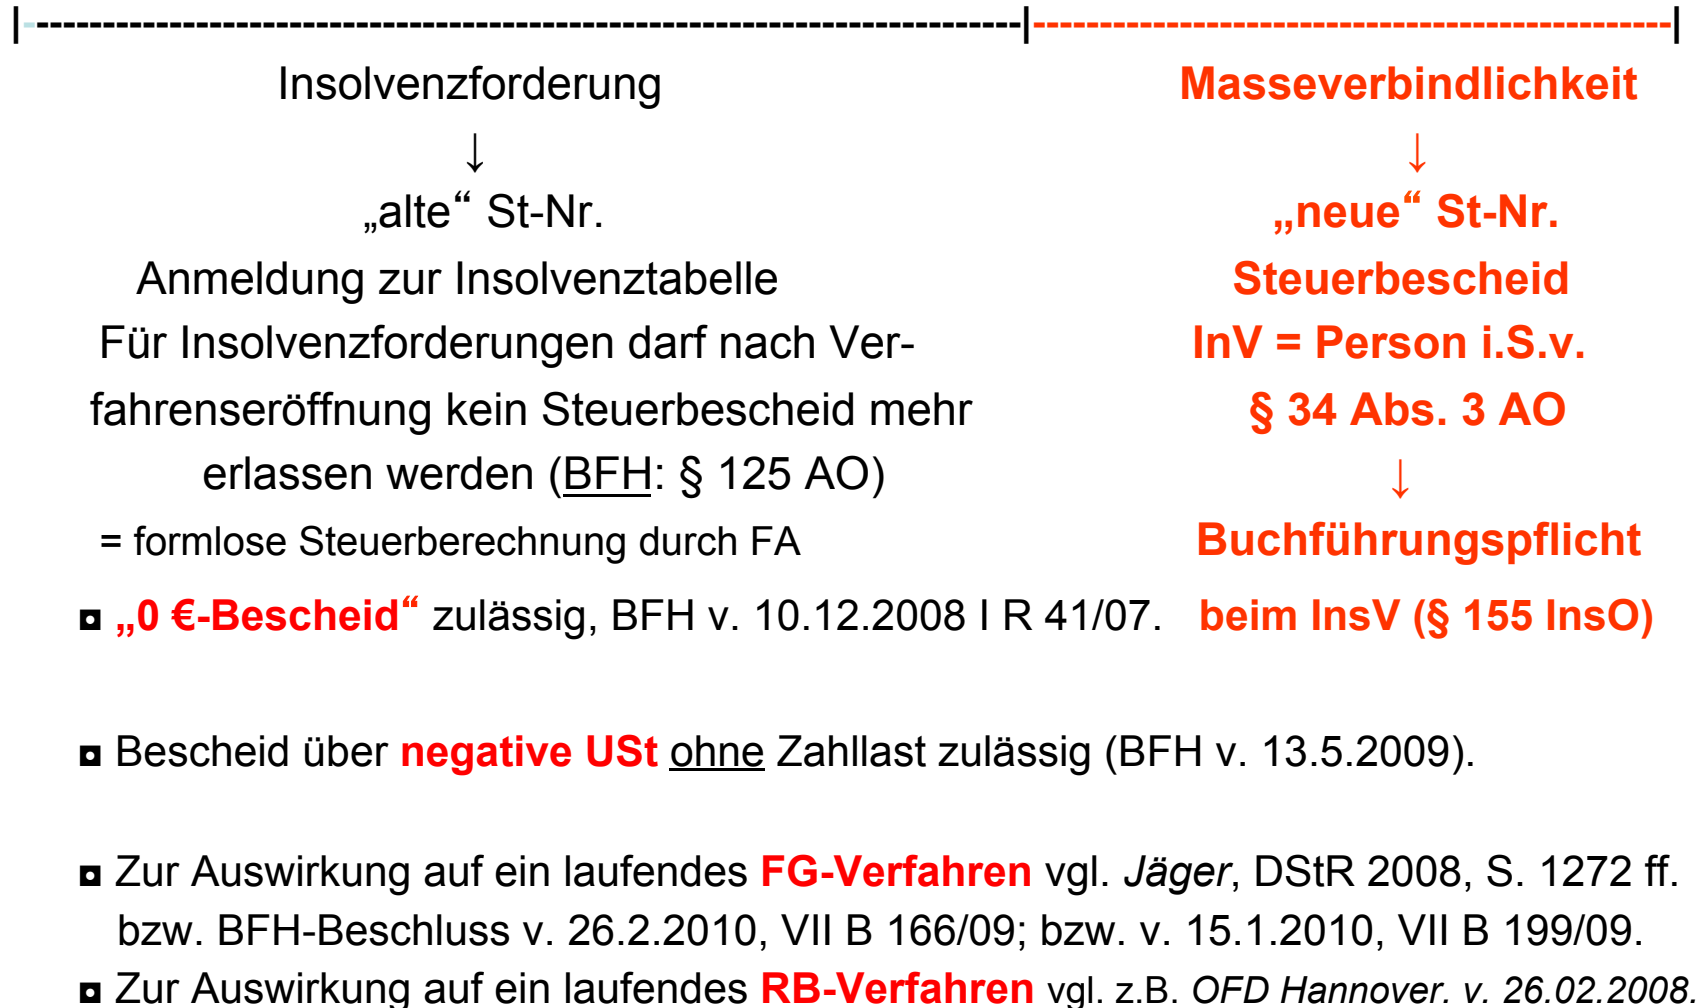 Insolvenzforderung Masseverbindlichkeit
↓ ↓
„alte“ St-Nr. „neue“ St-Nr.
Anmeldung zur Insolvenztabelle Steuerbescheid
Für Insolvenzforderungen darf nach Ver- InV = Person i.S.v.
fahrenseröffnung kein Steuerbescheid mehr § 34 Abs. 3 AO
erlassen werden (BFH: § 125 AO) ↓
= formlose Steuerberechnung durch FA Buchführungspflicht
◘ „0 €-Bescheid“ zulässig, BFH v. 10.12.2008 I R 41/07. beim InsV (§ 155 InsO)
◘ Bescheid über negative USt ohne Zahllast zulässig (BFH v. 13.5.2009).
◘ Zur Auswirkung auf ein laufendes FG-Verfahren vgl. Jäger, DStR 2008, S. 1272 ff.
bzw. BFH-Beschluss v. 26.2.2010, VII B 166/09; bzw. v. 15.1.2010, VII B 199/09.
◘ Zur Auswirkung auf ein laufendes RB-Verfahren vgl. z.B. OFD Hannover. v. 26.02.2008.